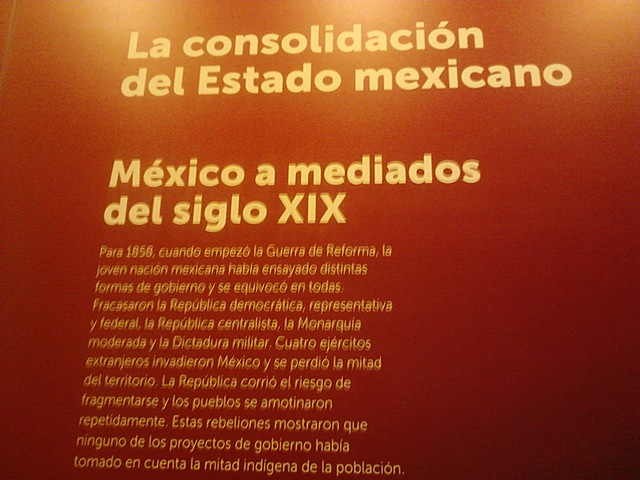 La consolidación
del Estado mexicano
México a mediados
del siglo XIX
Para 1858, cuando empezó la Guerra de Reforma, la
joven nación mexicana había ensayado distintas
formas de gobierno y se equivocó en todas.
Fracasaron la República democrática, representativa
y federal, la República centralista, la Monarquía
moderada y la Dictadura militar. Cuatro ejércitos
extranjeros invadieron México y se perdió la mitad
del territorio. La República corrió el riesgo de
fragmentarse y los pueblos se amotinaron
repetidamente. Estas rebeliones mostraron que
ninguno de los proyectos de gobierno había
tomado en cuenta la mitad indígena de la población.